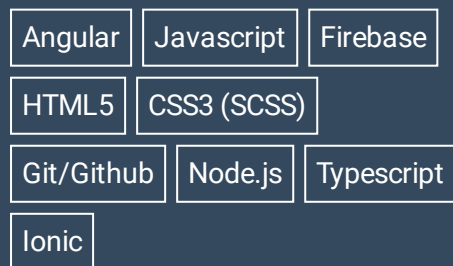 Angular Javascript Firebase
HTML5 CSS3 (SCSS)
Git/Github Node.js Typescript
Ionic